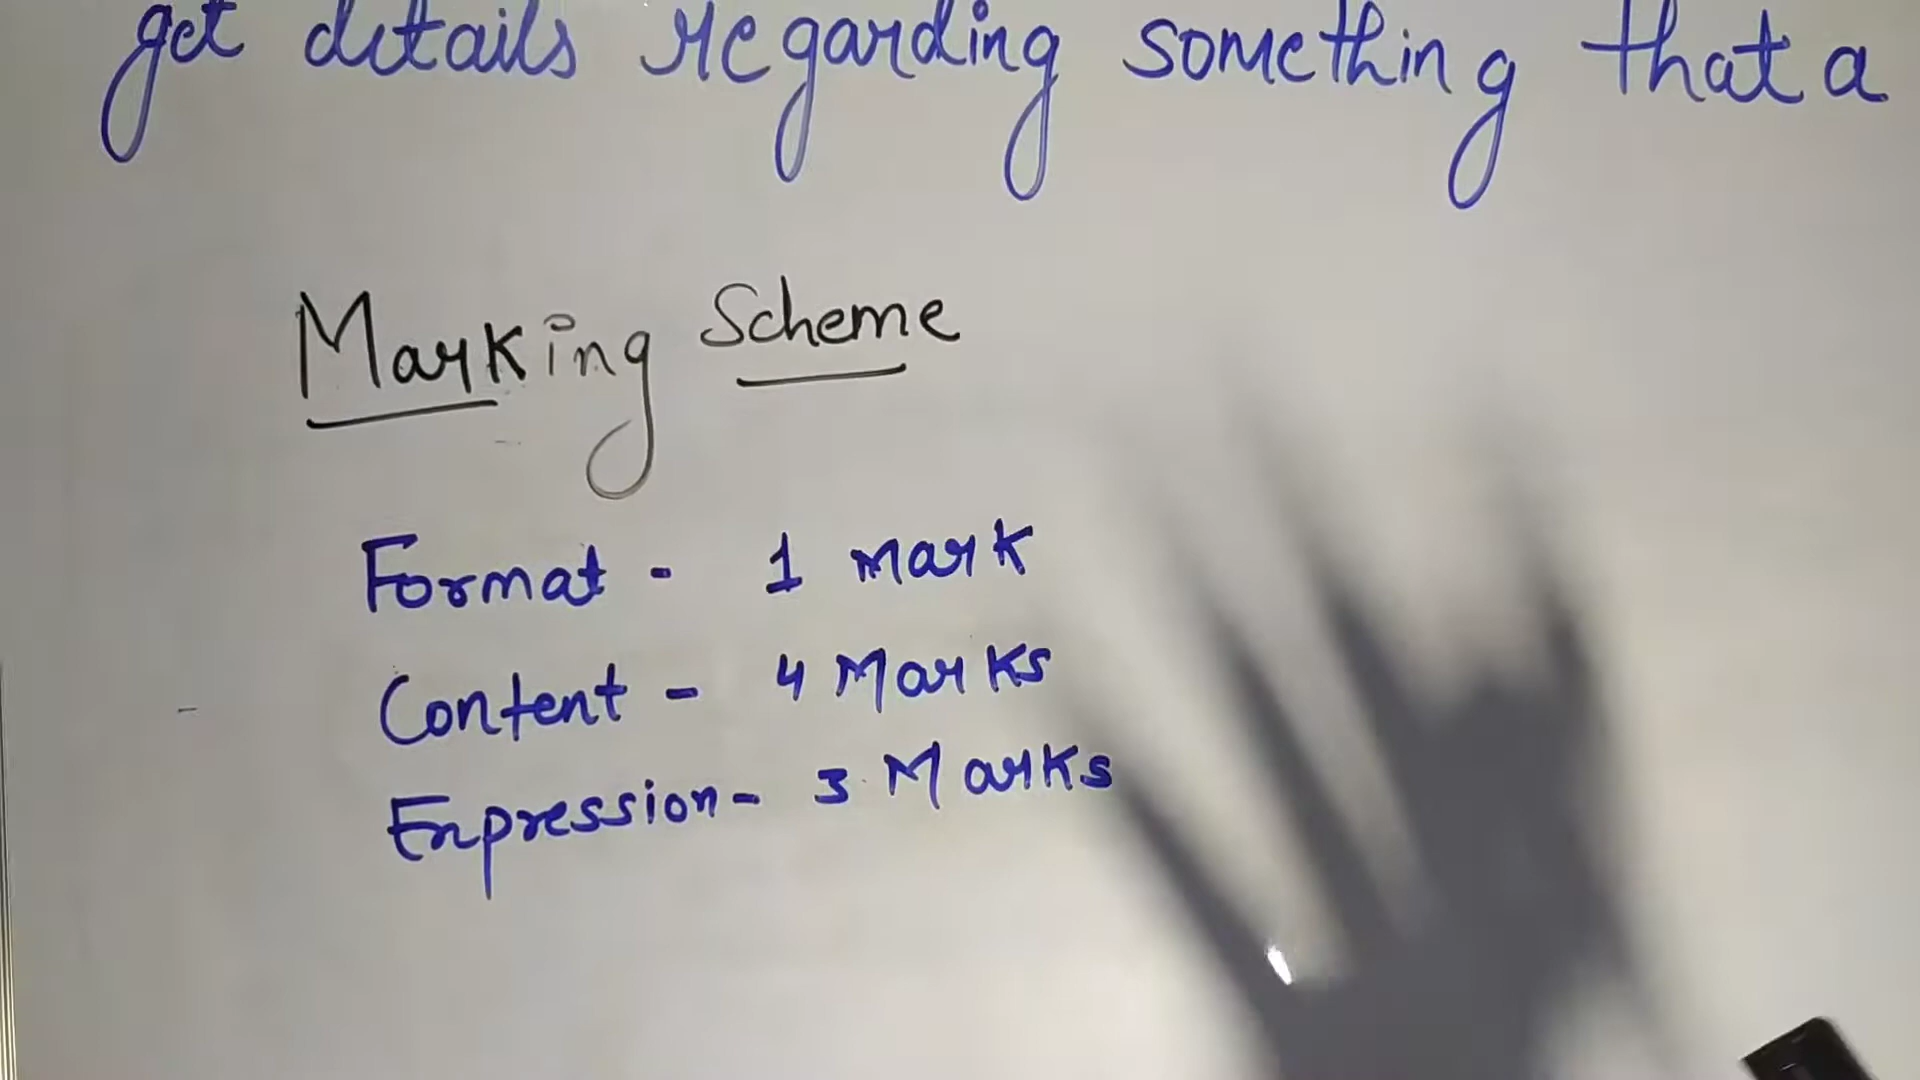 get details regarding something that a
Marking Scheme
Format - 1 mark
Content - 4 Marks
Expression - 3 Marks